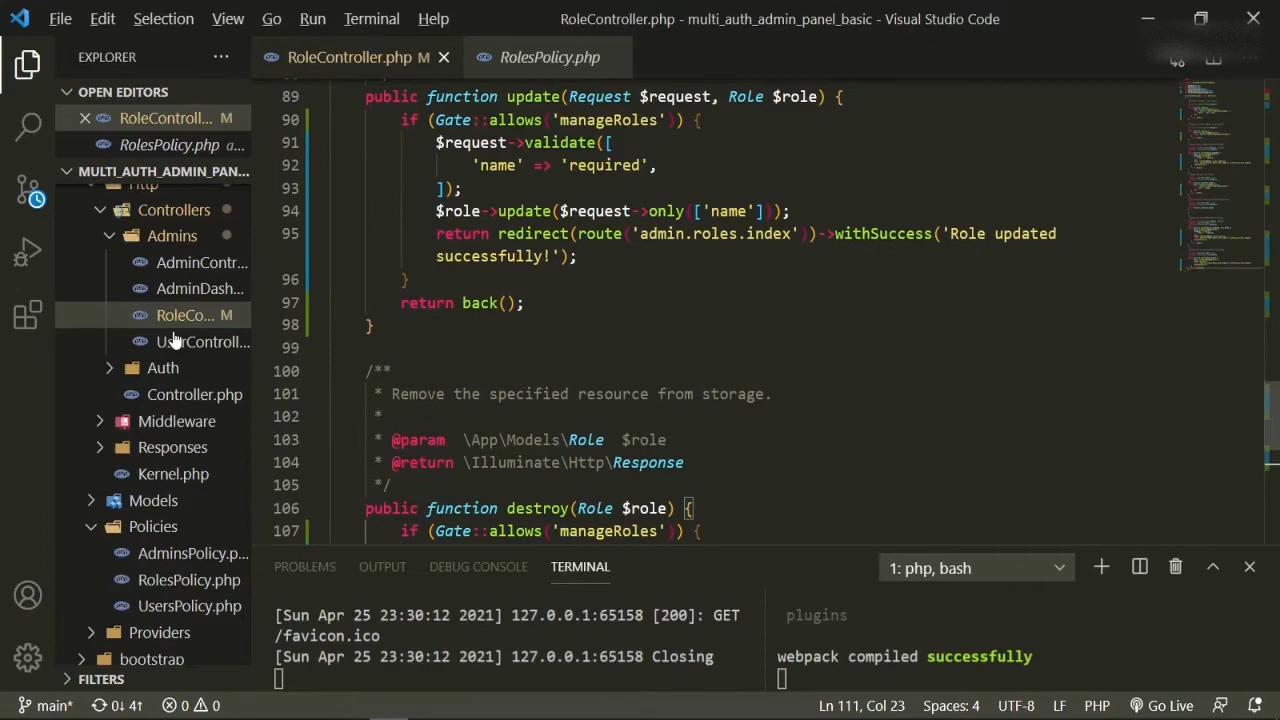 File Edit Selection View Go Run Terminal Help RoleController.php - multi_auth_admin_panel_basic - Visual Studio Code
EXPLORER ··· RoleController.php M RolesPolicy.php
OPEN EDITORS
RoleControll... M
RolesPolicy.php a...
MULTI_AUTH_ADMIN_PAN...
Http
Controllers
Admins
AdminContr...
AdminDash...
RoleCo... M
UserControll...
Auth
Controller.php
Middleware
Responses
Kernel.php
Models
Policies
AdminsPolicy.p...
RolesPolicy.php
UsersPolicy.php
Providers
bootstrap
FILTERS
89 public function update(Request $request, Role $role) {
90 if (Gate::allows('manageRoles')) {
91 $request->validate([
92 'name' => 'required',
93 ]);
94 $role->update($request->only(['name']));
95 return redirect(route('admin.roles.index'))->withSuccess('Role updated
successfully!');
96 }
97 return back();
98 }
99
100 /**
101 * Remove the specified resource from storage.
102 *
103 * @param \App\Models\Role $role
104 * @return \Illuminate\Http\Response
105 */
106 public function destroy(Role $role) {
107 if (Gate::allows('manageRoles')) {
PROBLEMS OUTPUT DEBUG CONSOLE TERMINAL 1: php, bash
[Sun Apr 25 23:30:12 2021] 127.0.0.1:65158 [200]: GET
/favicon.ico
[Sun Apr 25 23:30:12 2021] 127.0.0.1:65158 Closing
plugins
webpack compiled successfully
main* 0↓ 4↑ 0 0 Ln 111, Col 23 Spaces: 4 UTF-8 LF PHP Go Live